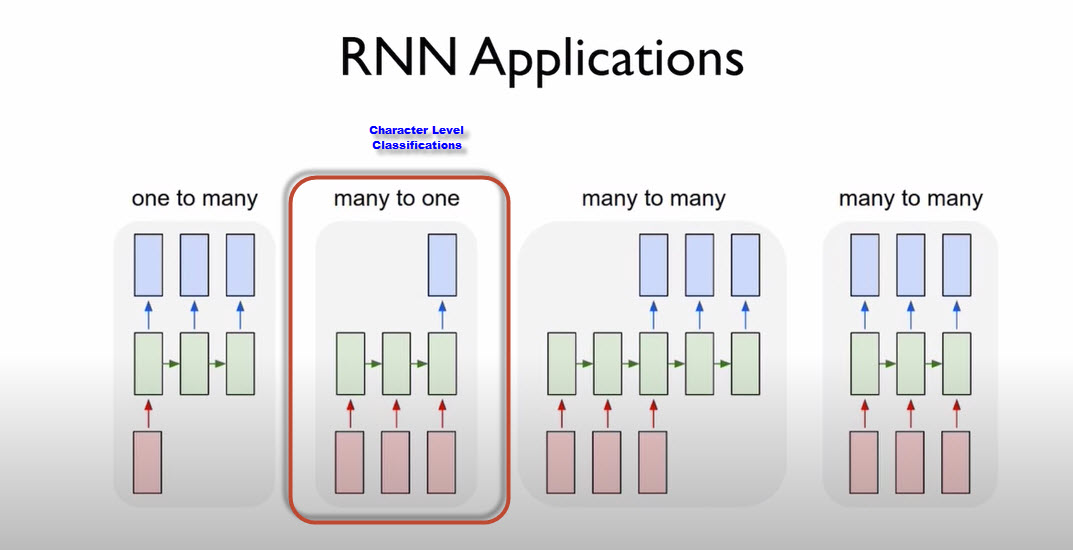 RNN Applications
Character Level
Classifications
one to many
many to one
many to many
many to many